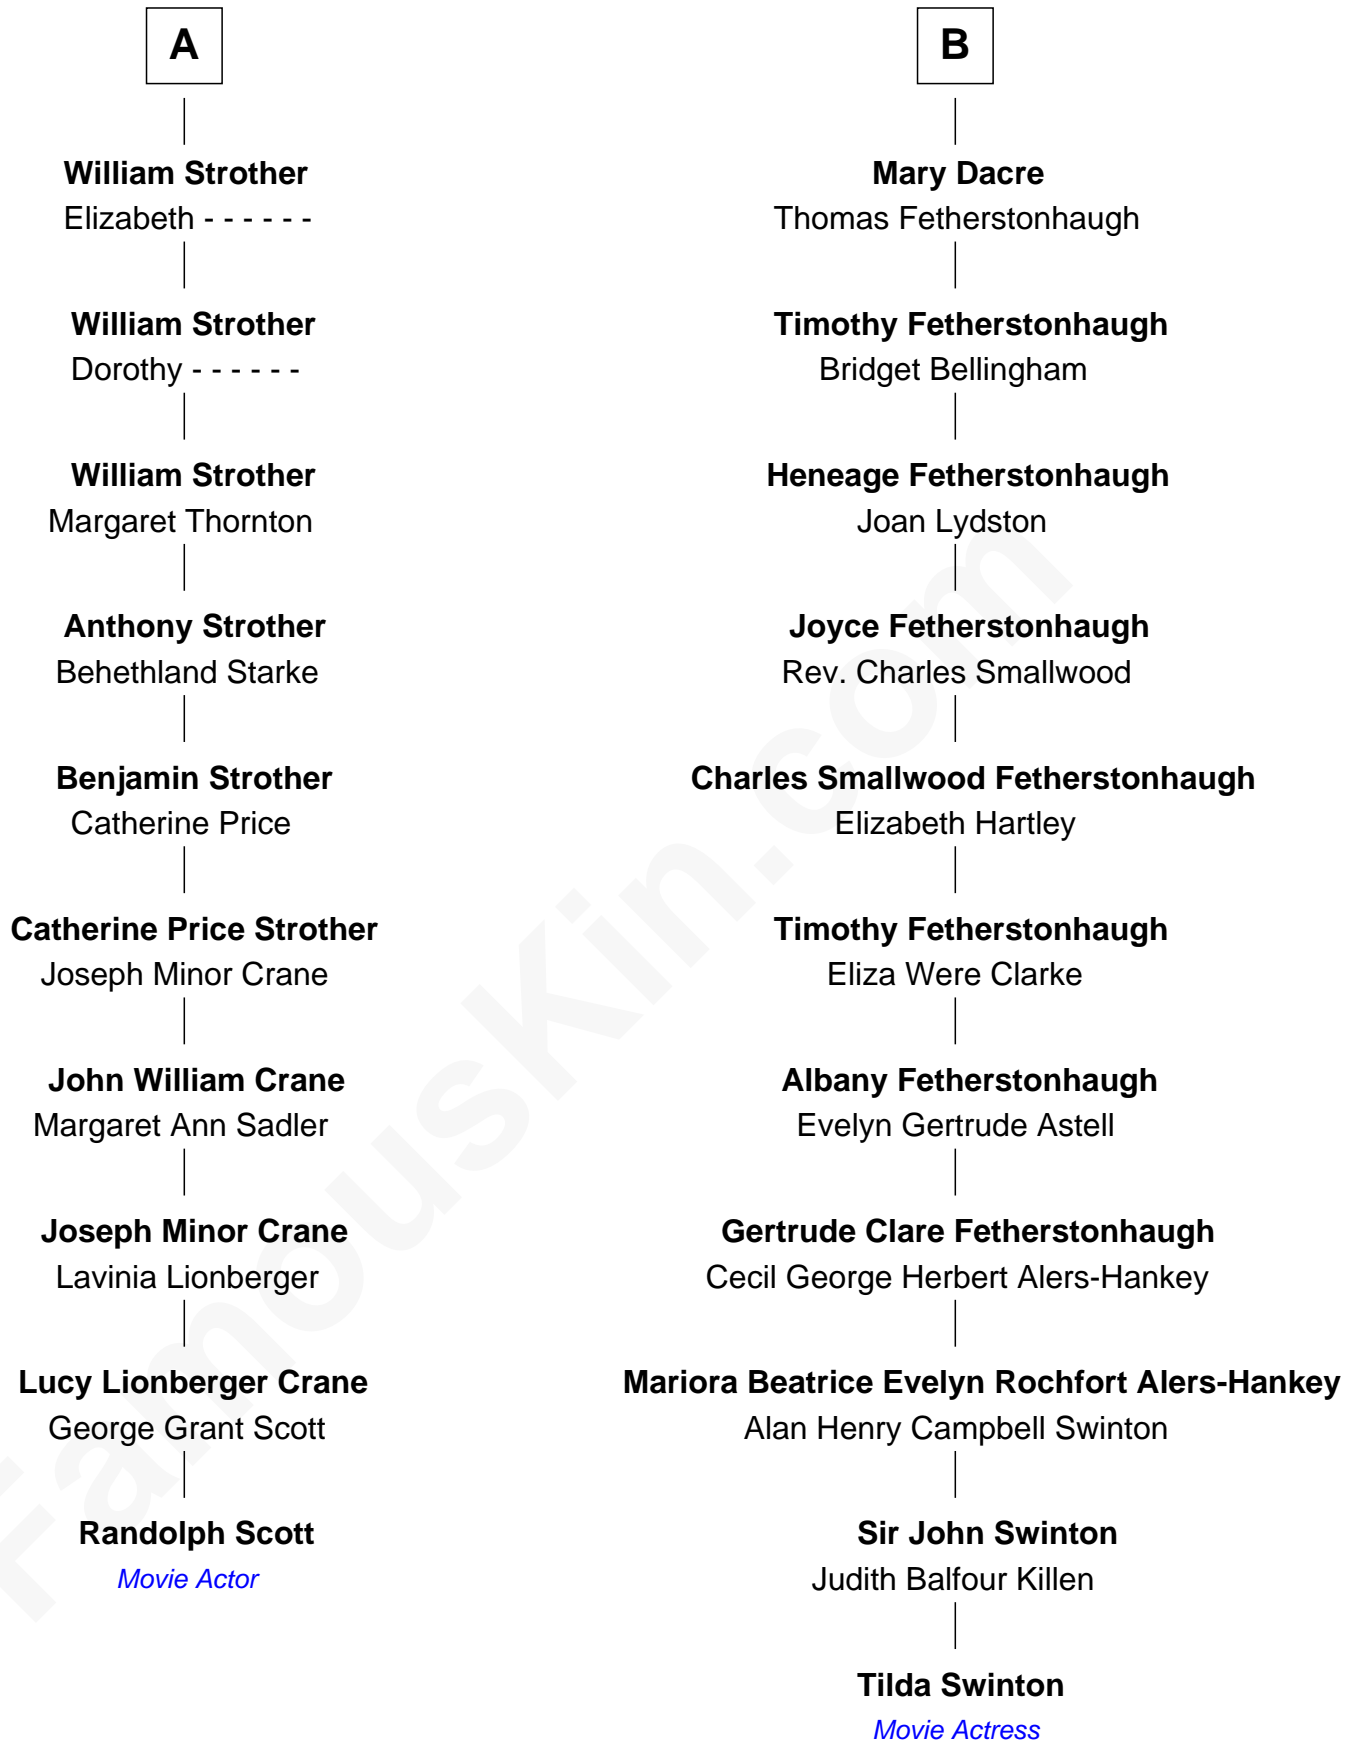 A
William Strother
Elizabeth - - - - - -
William Strother
Dorothy - - - - - -
William Strother
Margaret Thornton
Anthony Strother
Behethland Starke
Benjamin Strother
Catherine Price
Catherine Price Strother
Joseph Minor Crane
John William Crane
Margaret Ann Sadler
Joseph Minor Crane
Lavinia Lionberger
Lucy Lionberger Crane
George Grant Scott
Randolph Scott
Movie Actor
B
Mary Dacre
Thomas Fetherstonhaugh
Timothy Fetherstonhaugh
Bridget Bellingham
Heneage Fetherstonhaugh
Joan Lydston
Joyce Fetherstonhaugh
Rev. Charles Smallwood
Charles Smallwood Fetherstonhaugh
Elizabeth Hartley
Timothy Fetherstonhaugh
Eliza Were Clarke
Albany Fetherstonhaugh
Evelyn Gertrude Astell
Gertrude Clare Fetherstonhaugh
Cecil George Herbert Alers-Hankey
Mariora Beatrice Evelyn Rochfort Alers-Hankey
Alan Henry Campbell Swinton
Sir John Swinton
Judith Balfour Killen
Tilda Swinton
Movie Actress
FamousKin.com